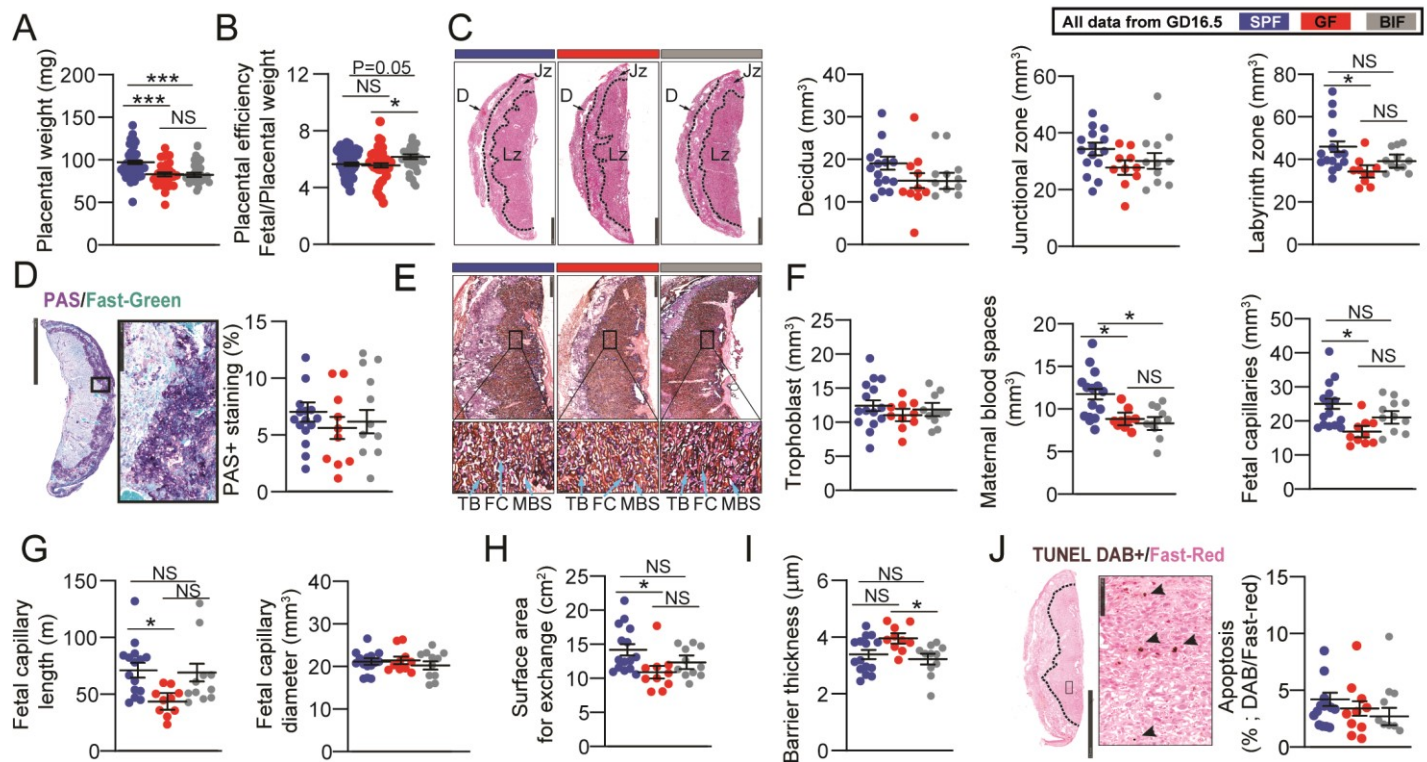 All data from GD16.5 SPF GF BIF
A
Placental weight (mg)
200
150
100
50
0
***
***
NS
B
Placental efficiency
Fetal/Placental weight
12
9
6
3
0
P=0.05
NS
*
C
Jz
D
Lz
Jz
D
Lz
Jz
D
Lz
Decidua (mm³)
40
30
20
10
0
Junctional zone (mm³)
60
40
20
0
Labyrinth zone (mm³)
80
60
40
20
0
NS
*
NS
D
PAS/Fast-Green
PAS+ staining (%)
15
10
5
0
E
TB FC MBS
TB FC MBS
TB FC MBS
F
Trophoblast (mm³)
25
20
15
10
5
0
Maternal blood spaces
(mm³)
20
15
10
5
0
*
*
NS
Fetal capillaries (mm³)
50
40
30
20
10
0
NS
*
NS
G
Fetal capillary
length (m)
150
100
50
0
NS
NS
*
Fetal capillary
diameter (mm³)
40
30
20
10
0
H
Surface area
for exchange (cm²)
25
20
15
10
5
0
NS
*
NS
I
Barrier thickness (µm)
6
4
2
0
NS
NS
*
J
TUNEL DAB+/Fast-Red
Apoptosis
(% ; DAB/Fast-red)
15
10
5
0